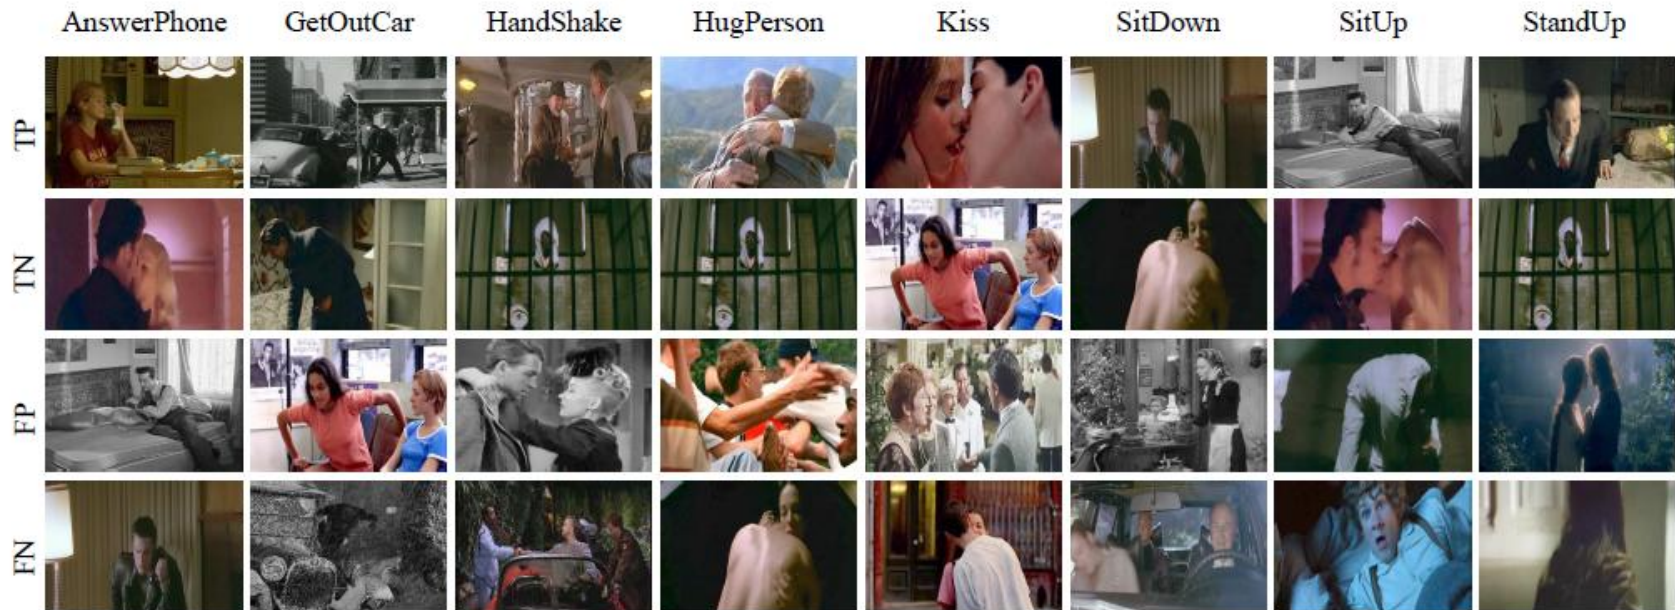 AnswerPhone GetOutCar HandShake HugPerson Kiss SitDown SitUp StandUp
TP
TN
FP
FN